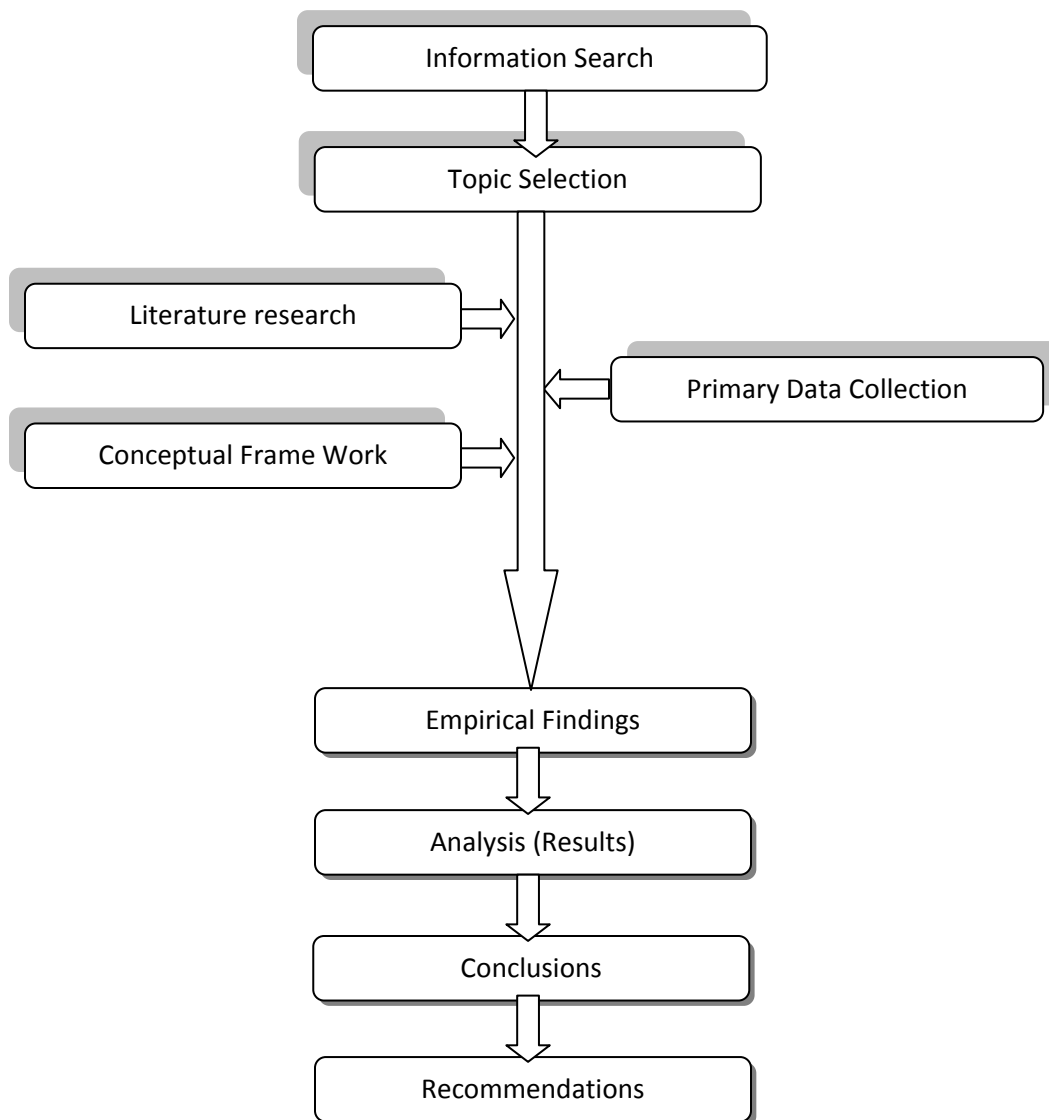 Information Search
Topic Selection
Literature research
Primary Data Collection
Conceptual Frame Work
Empirical Findings
Analysis (Results)
Conclusions
Recommendations